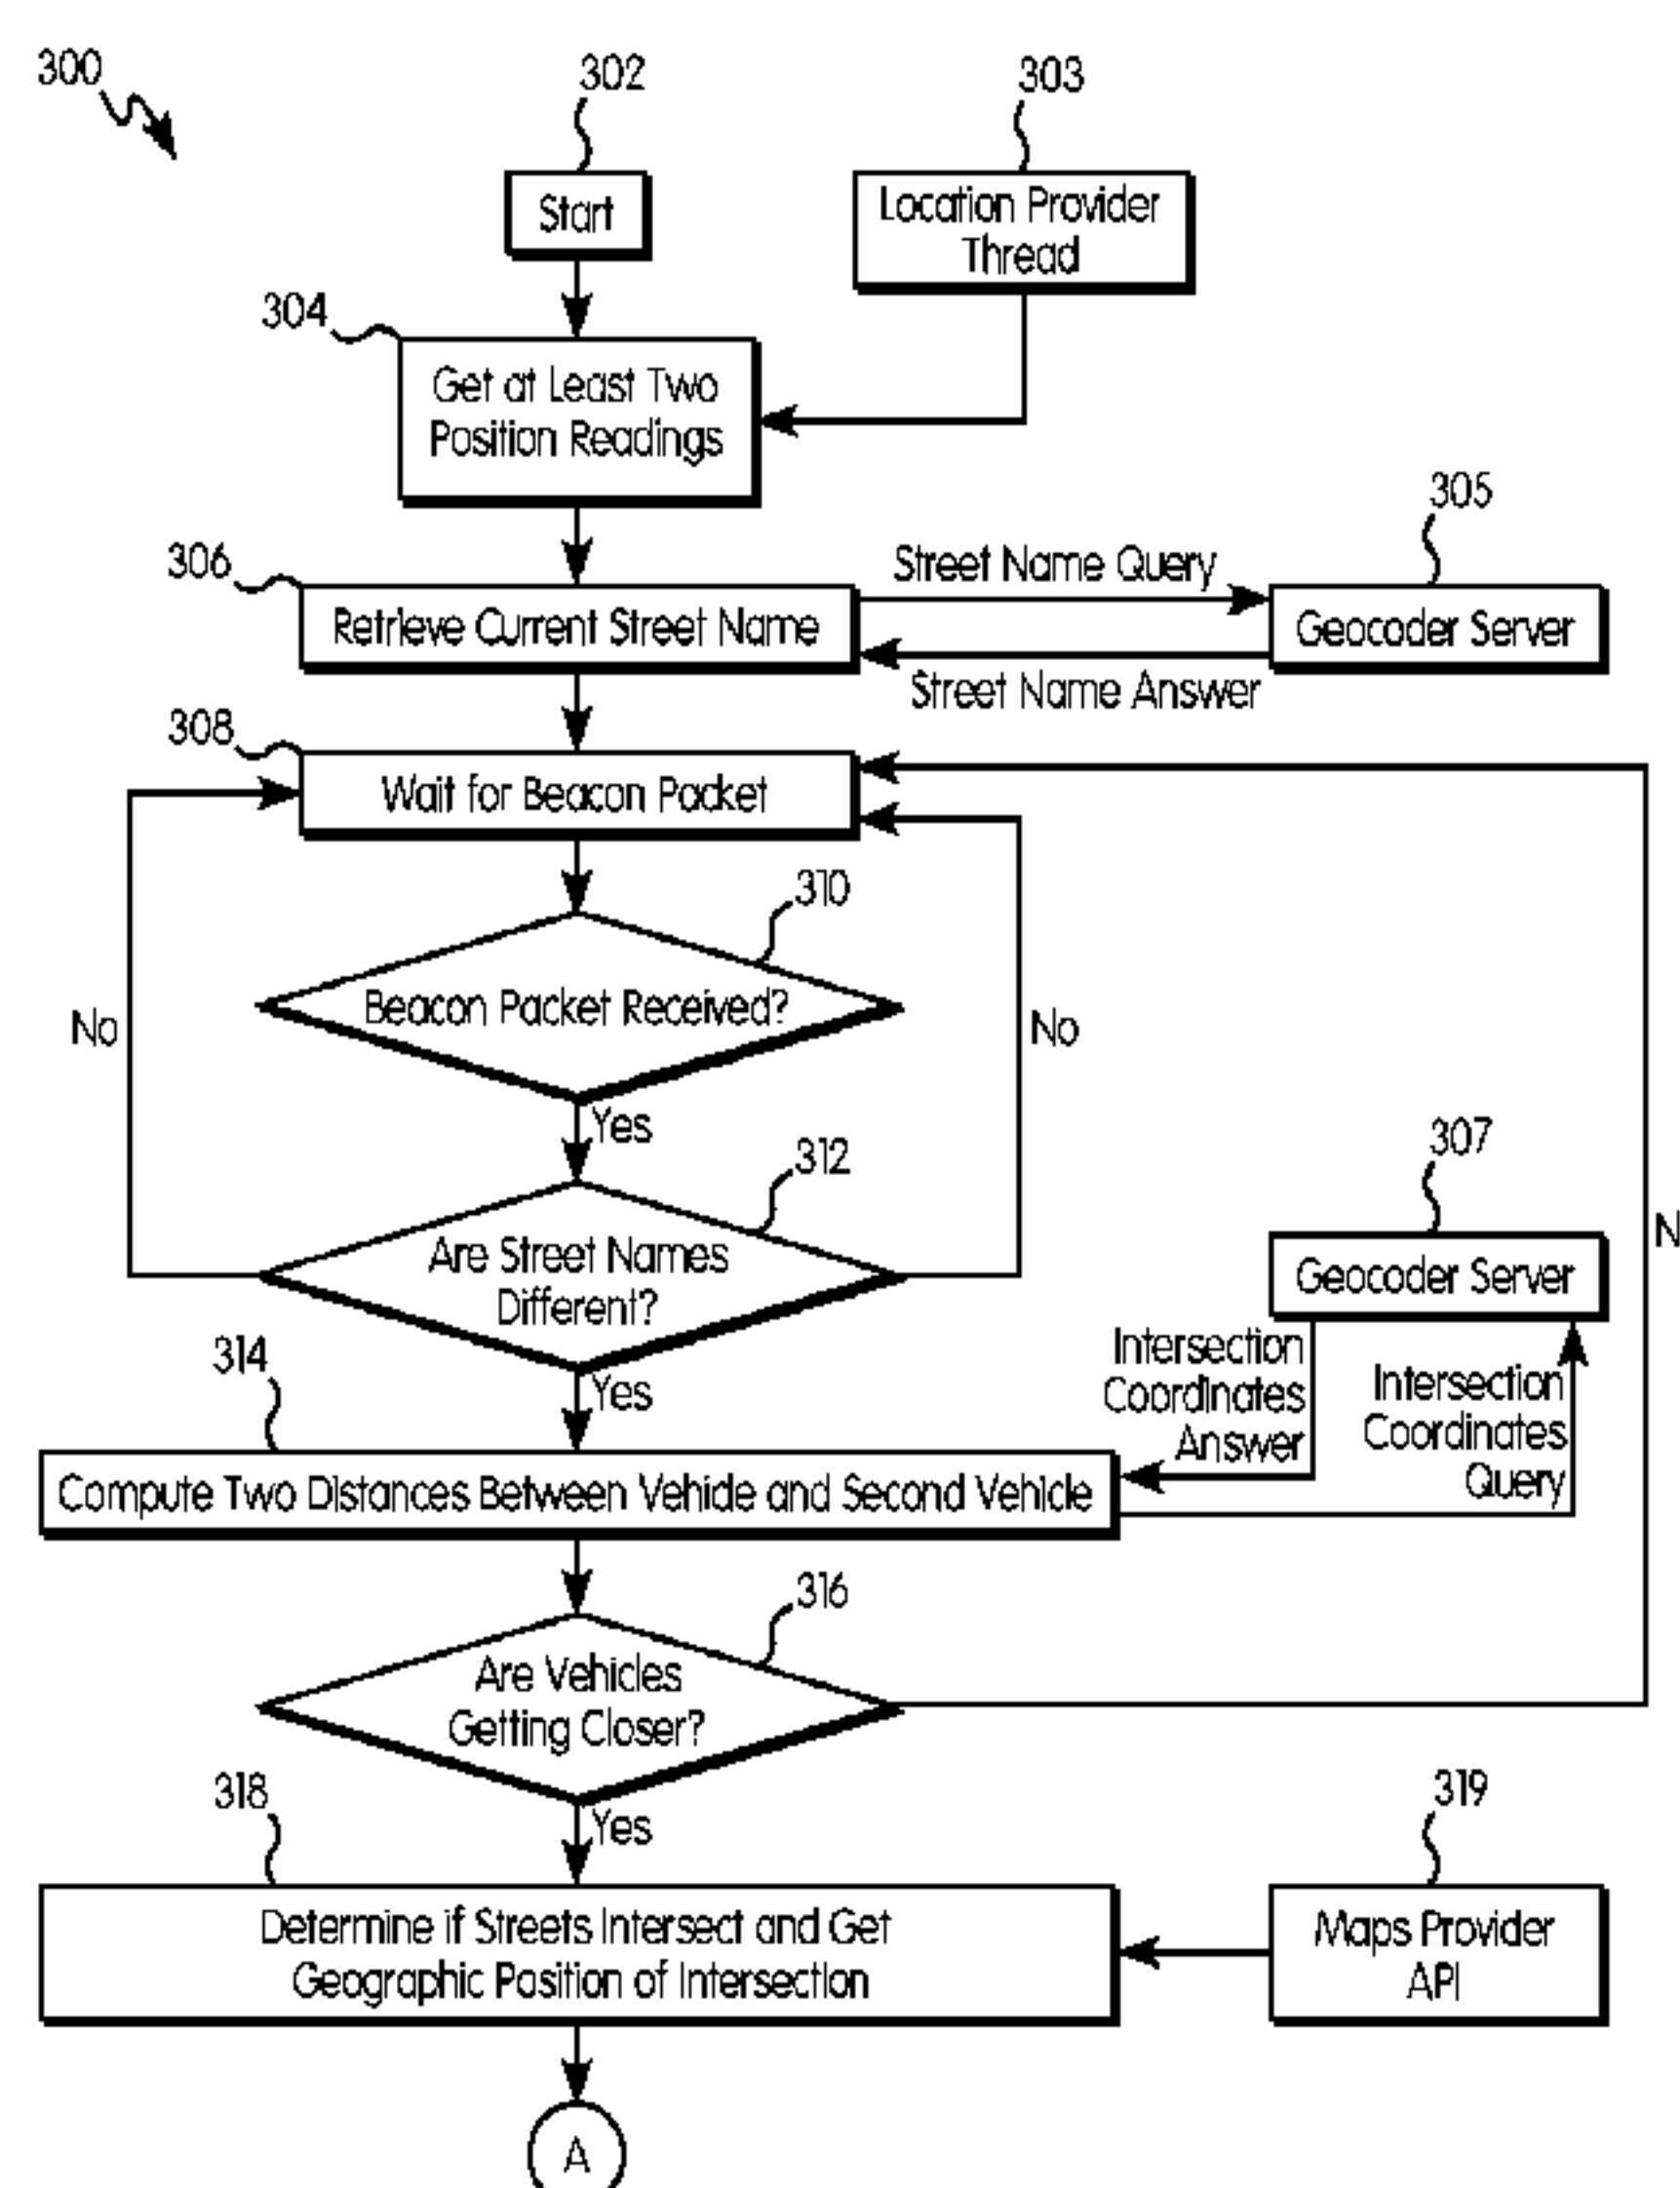 300
302
303
Start
Location Provider
Thread
304
Get at Least Two
Position Readings
305
306
Street Name Query
Retrieve Current Street Name
Geocoder Server
Street Name Answer
308
Wait for Beacon Packet
310
Beacon Packet Received?
No
No
Yes
312
307
Are Street Names
Different?
Geocoder Server
N
314
Yes
Intersection
Coordinates
Answer
Intersection
Coordinates
Query
Compute Two Distances Between Vehicle and Second Vehicle
316
Are Vehicles
Getting Closer?
318
Yes
319
Determine if Streets Intersect and Get
Geographic Position of Intersection
Maps Provider
API
A